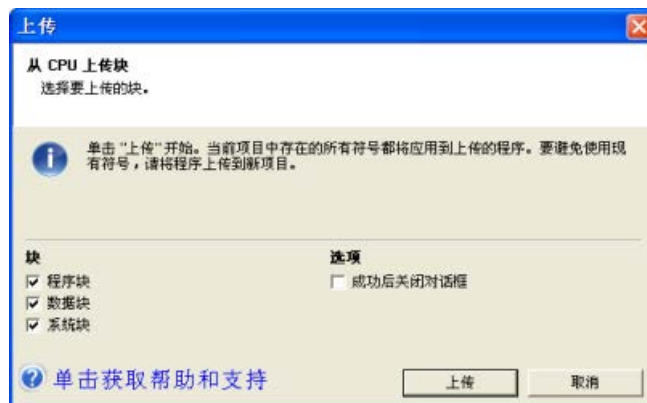 上传
从 CPU 上传块
选择要上传的块。
单击 "上传" 开始。当前项目中存在的所有符号都将应用到上传的程序。要避免使用现
有符号，请将程序上传到新项目。
块
选项
程序块
成功后关闭对话框
数据块
系统块
单击获取帮助和支持
上传
取消